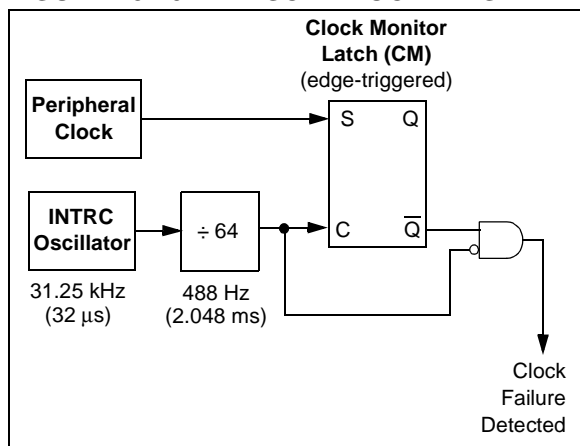 Clock Monitor
Latch (CM)
(edge-triggered)
Peripheral
Clock
S
Q
INTRC
Oscillator
÷ 64
C
Q̅
31.25 kHz
(32 μs)
488 Hz
(2.048 ms)
Clock
Failure
Detected